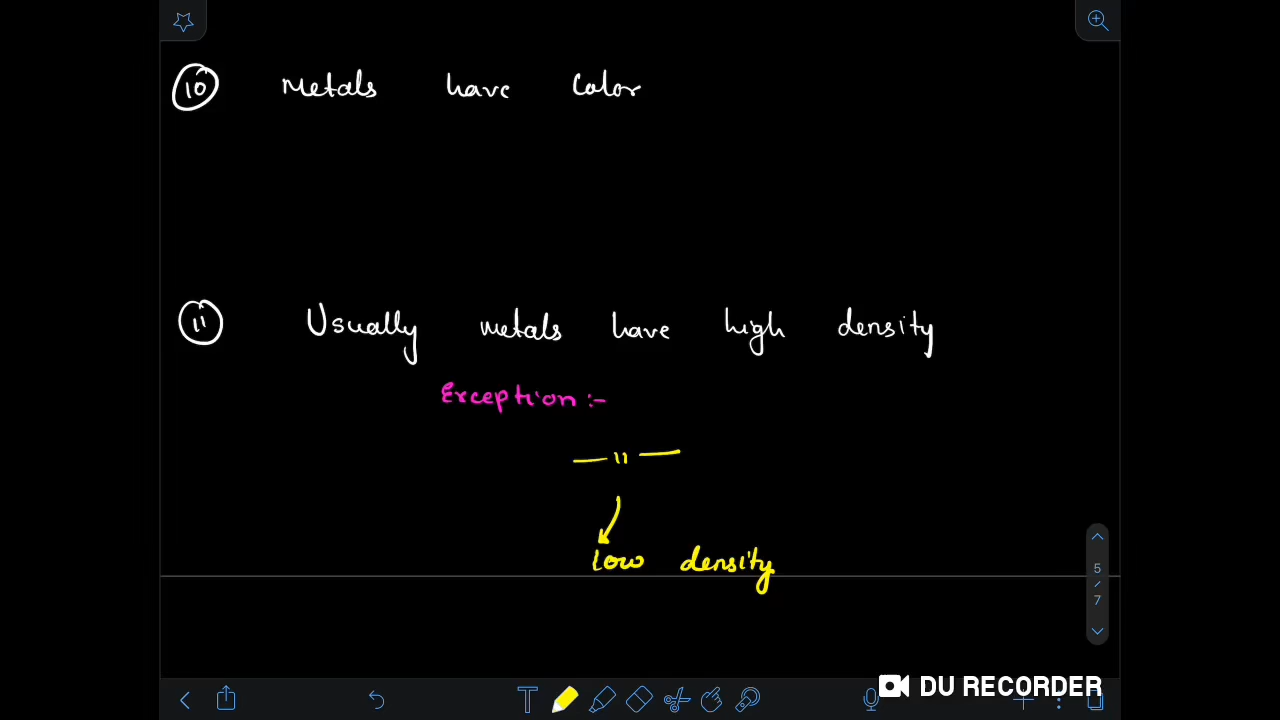 10 Metals have Color
11 Usually metals have high density
Exception :-
— " —
low density
5
/
7
T
DU RECORDER